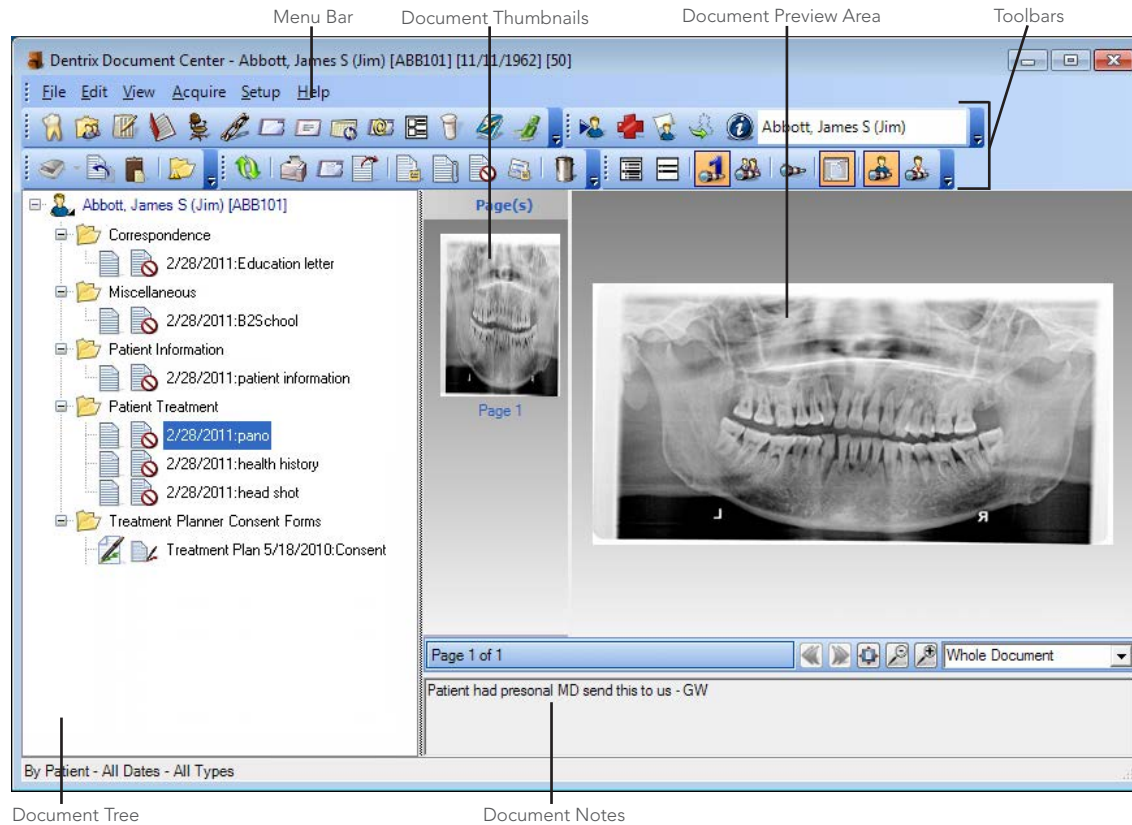 Menu Bar
Document Thumbnails
Document Preview Area
Toolbars
Dentrix Document Center - Abbott, James S (Jim) [ABB101] [11/11/1962] [50]
File Edit View Acquire Setup Help
Abbott, James S (Jim)
Abbott, James S (Jim) [ABB101]
Correspondence
2/28/2011:Education letter
Miscellaneous
2/28/2011:B2School
Patient Information
2/28/2011:patient information
Patient Treatment
2/28/2011:pano
2/28/2011:health history
2/28/2011:head shot
Treatment Planner Consent Forms
Treatment Plan 5/18/2010:Consent
Page(s)
Page 1
L
R
Page 1 of 1
Whole Document
Patient had presonal MD send this to us - GW
By Patient - All Dates - All Types
Document Tree
Document Notes